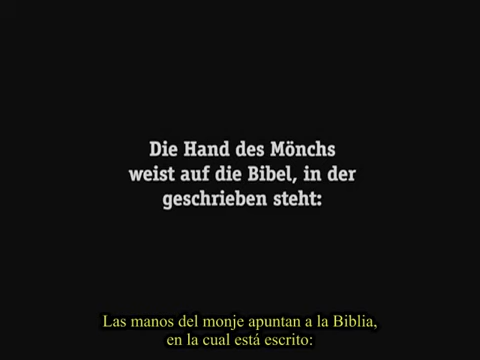 Die Hand des Mönchs
weist auf die Bibel, in der
geschrieben steht:
Las manos del monje apuntan a la Biblia,
en la cual está escrito: